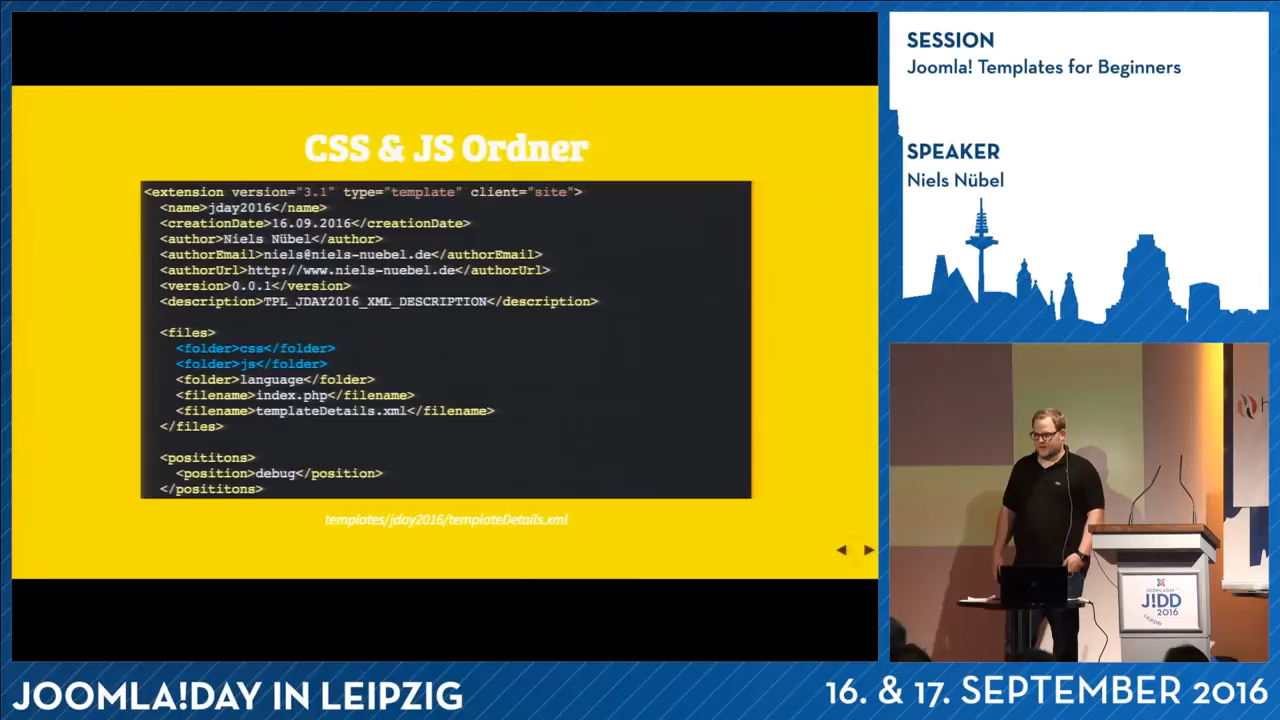 CSS & JS Ordner
<extension version="3.1" type="template" client="site">
<name>jday2016</name>
<creationDate>16.09.2016</creationDate>
<author>Niels Nübel</author>
<authorEmail>niels@niels-nuebel.de</authorEmail>
<authorUrl>http://www.niels-nuebel.de</authorUrl>
<version>0.0.1</version>
<description>TPL_JDAY2016_XML_DESCRIPTION</description>
<files>
<folder>css</folder>
<folder>js</folder>
<folder>language</folder>
<filename>index.php</filename>
<filename>templateDetails.xml</filename>
</files>
<posititons>
<position>debug</position>
</posititons>
templates/jday2016/templateDetails.xml
SESSION
Joomla! Templates for Beginners
SPEAKER
Niels Nübel
JOOMLA!DAY
J!DD
2016
LEIPZIG
JOOMLA!DAY IN LEIPZIG
16. & 17. SEPTEMBER 2016